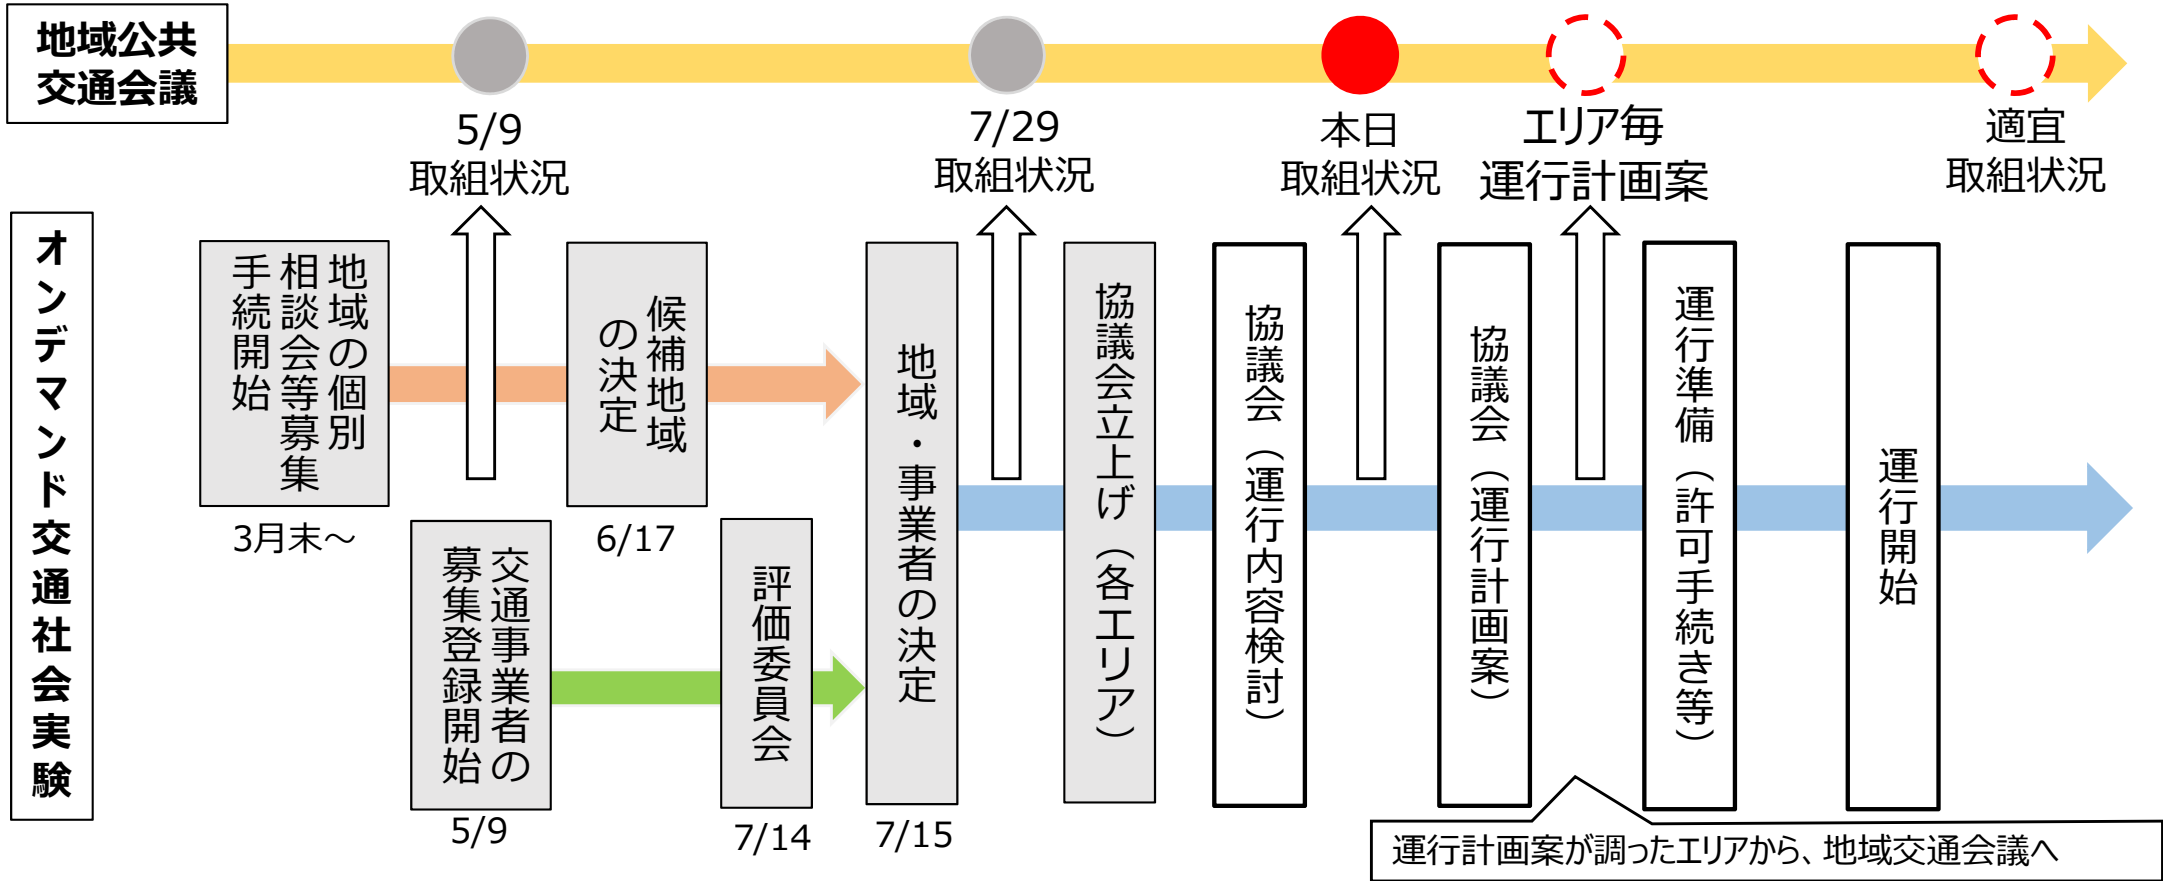 地域公共
交通会議
5/9
取組状況
7/29
取組状況
本日
取組状況
エリア毎
運行計画案
適宜
取組状況
オンデマンド交通社会実験
地域の個別
相談会等募集
手続開始
3月末～
交通事業者の
募集登録開始
5/9
候補地域
の決定
6/17
評価委員会
7/14
地域・事業者の決定
7/15
協議会立上げ（各エリア）
協議会（運行内容検討）
協議会（運行計画案）
運行準備（許可手続き等）
運行開始
運行計画案が調ったエリアから、地域交通会議へ